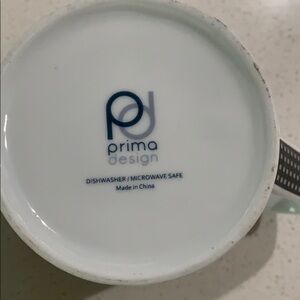 pd
prima
design
DISHWASHER / MICROWAVE SAFE
Made in China